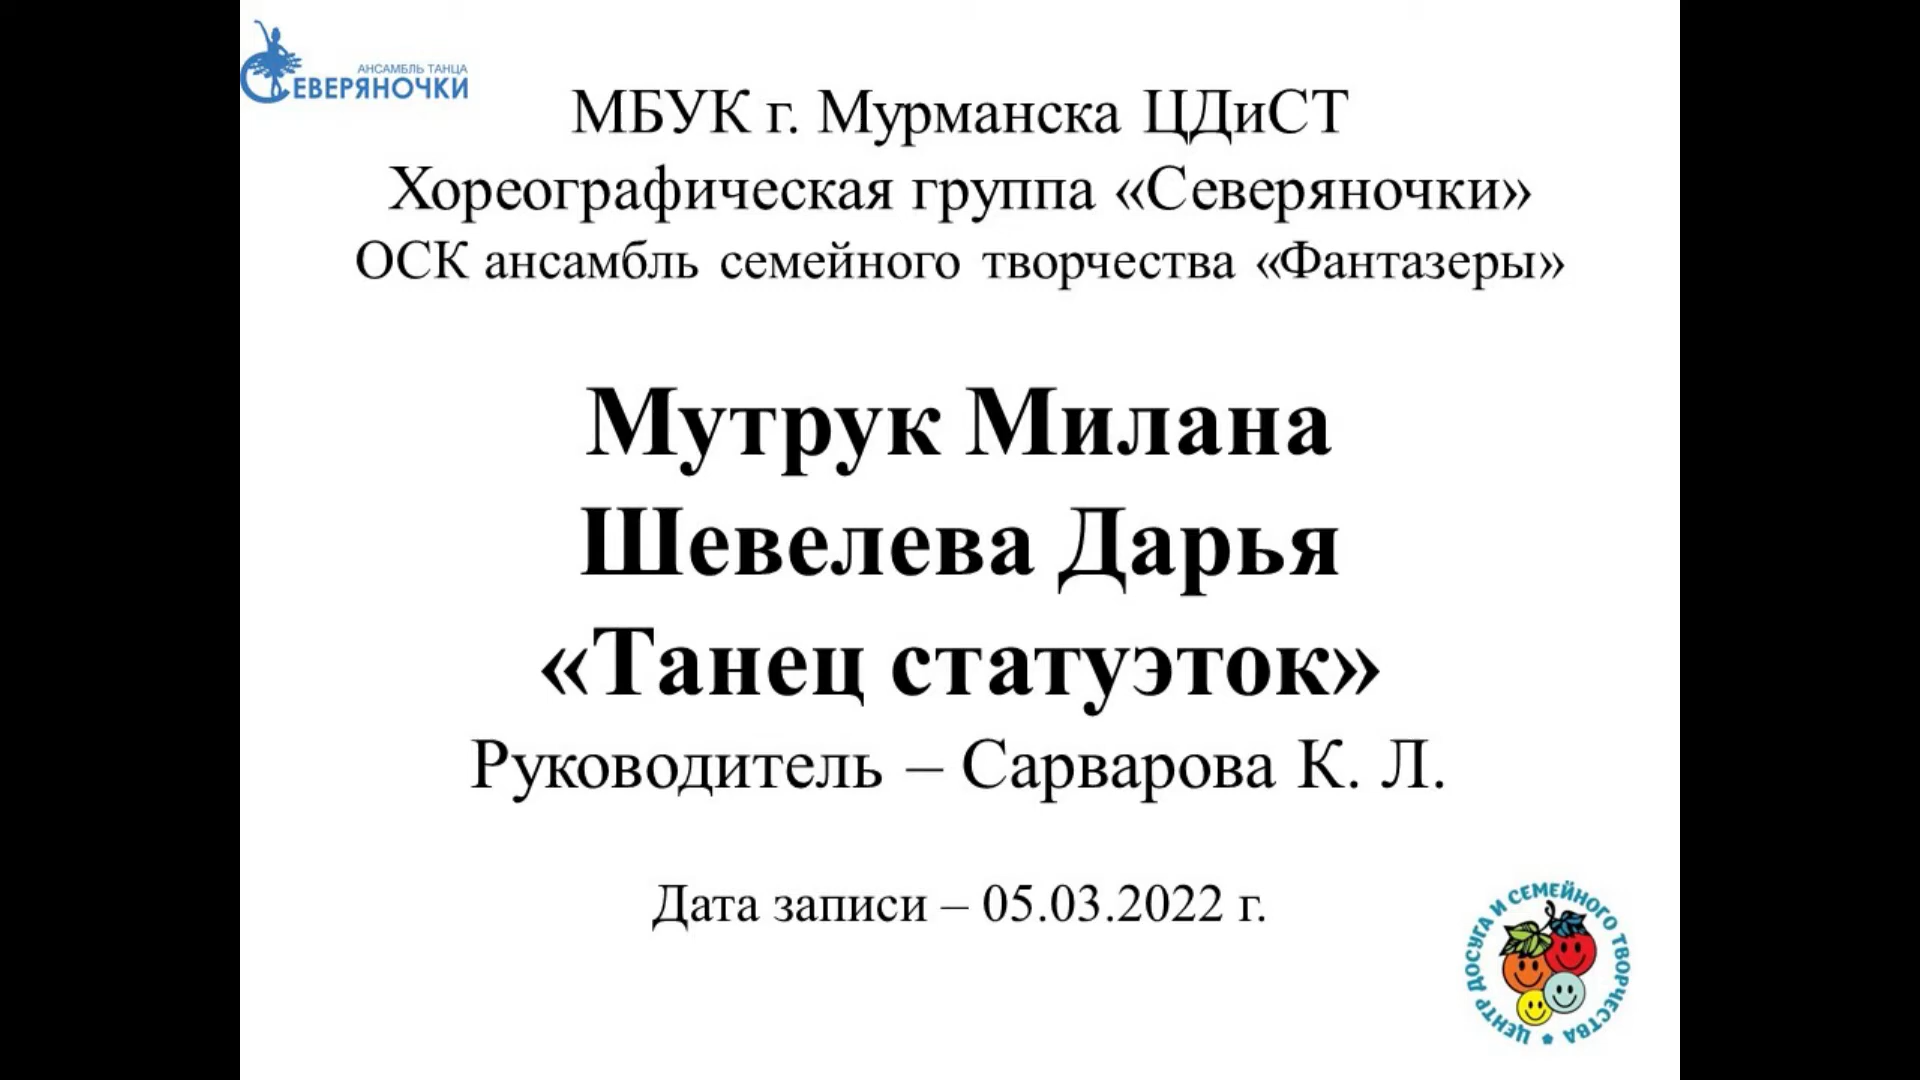 АНСАМБЛЬ ТАНЦА
СЕВЕРЯНОЧКИ
МБУК г. Мурманска ЦДиСТ
Хореографическая группа «Северяночки»
ОСК ансамбль семейного творчества «Фантазеры»
Мутрук Милана
Шевелева Дарья
«Танец статуэток»
Руководитель – Сарварова К. Л.
Дата записи – 05.03.2022 г.
ЦЕНТР ДОСУГА И СЕМЕЙНОГО ТВОРЧЕСТВА